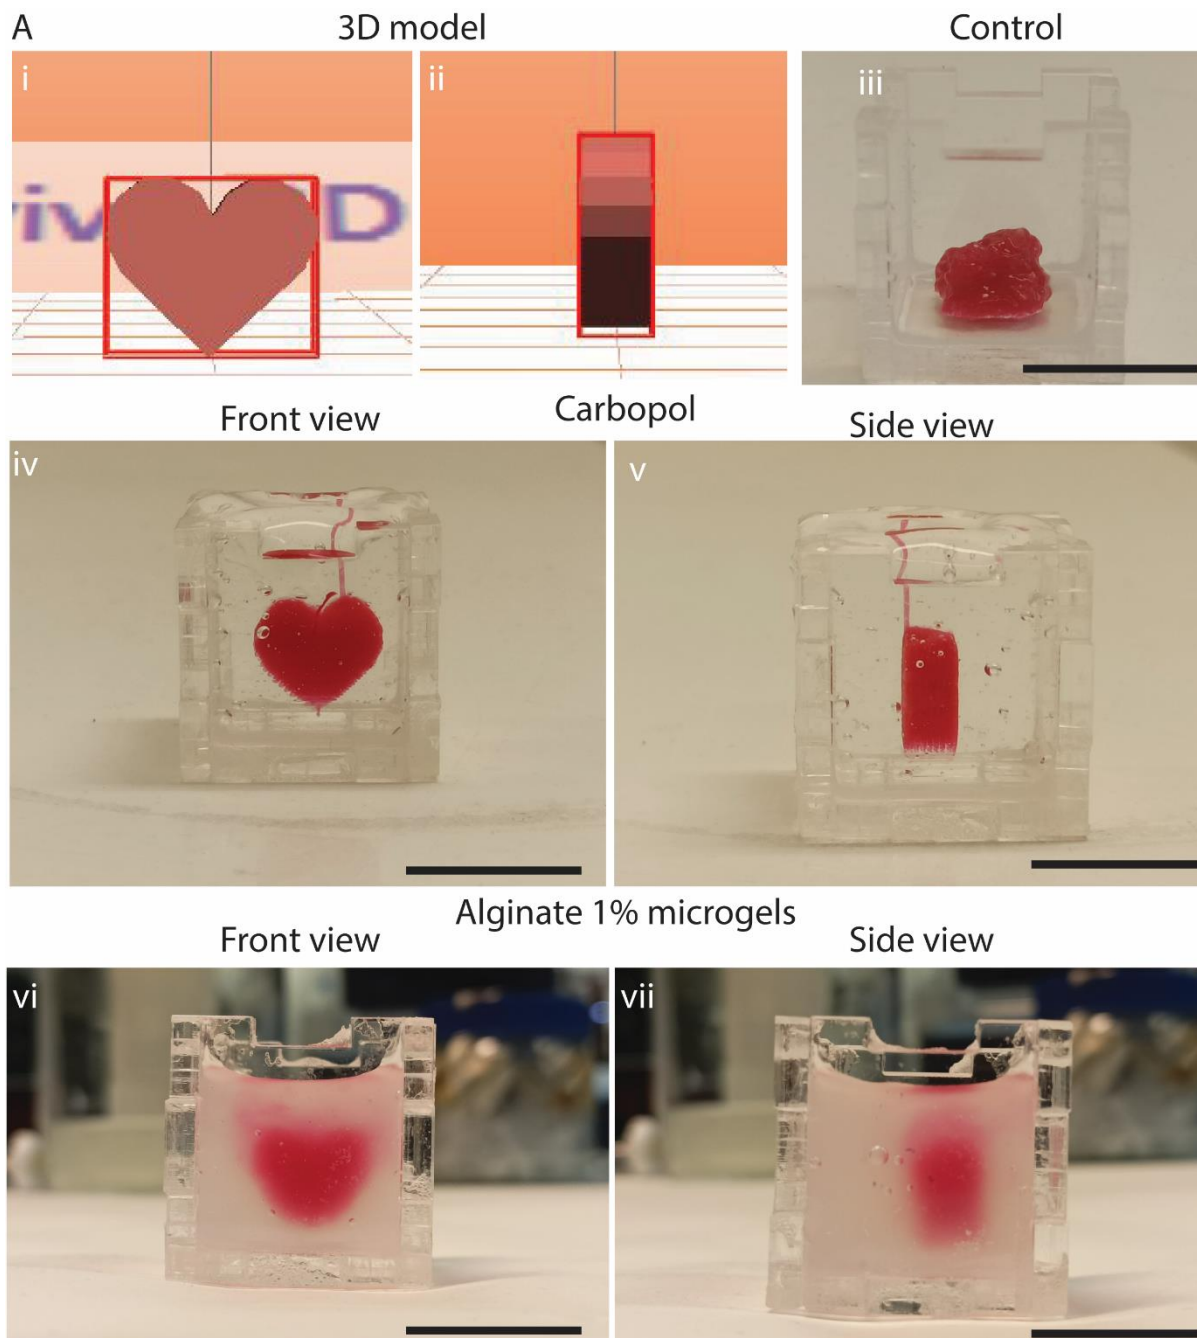 A
3D model
Control
i
ii
iii
viv
D
Carbopol
Front view
Side view
iv
v
Alginate 1% microgels
Front view
Side view
vi
vii